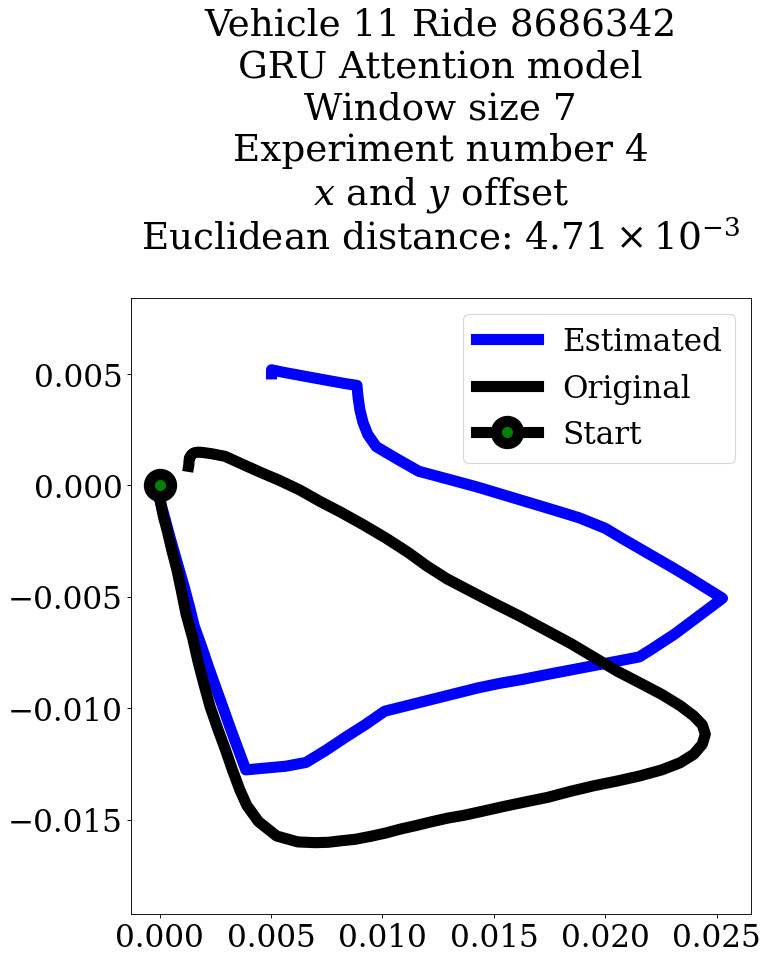 Vehicle 11 Ride 8686342
GRU Attention model
Window size 7
Experiment number 4
x and y offset
Euclidean distance: 4.71 × 10⁻³
Estimated
Original
Start
0.005
0.000
−0.005
−0.010
−0.015
0.000 0.005 0.010 0.015 0.020 0.025